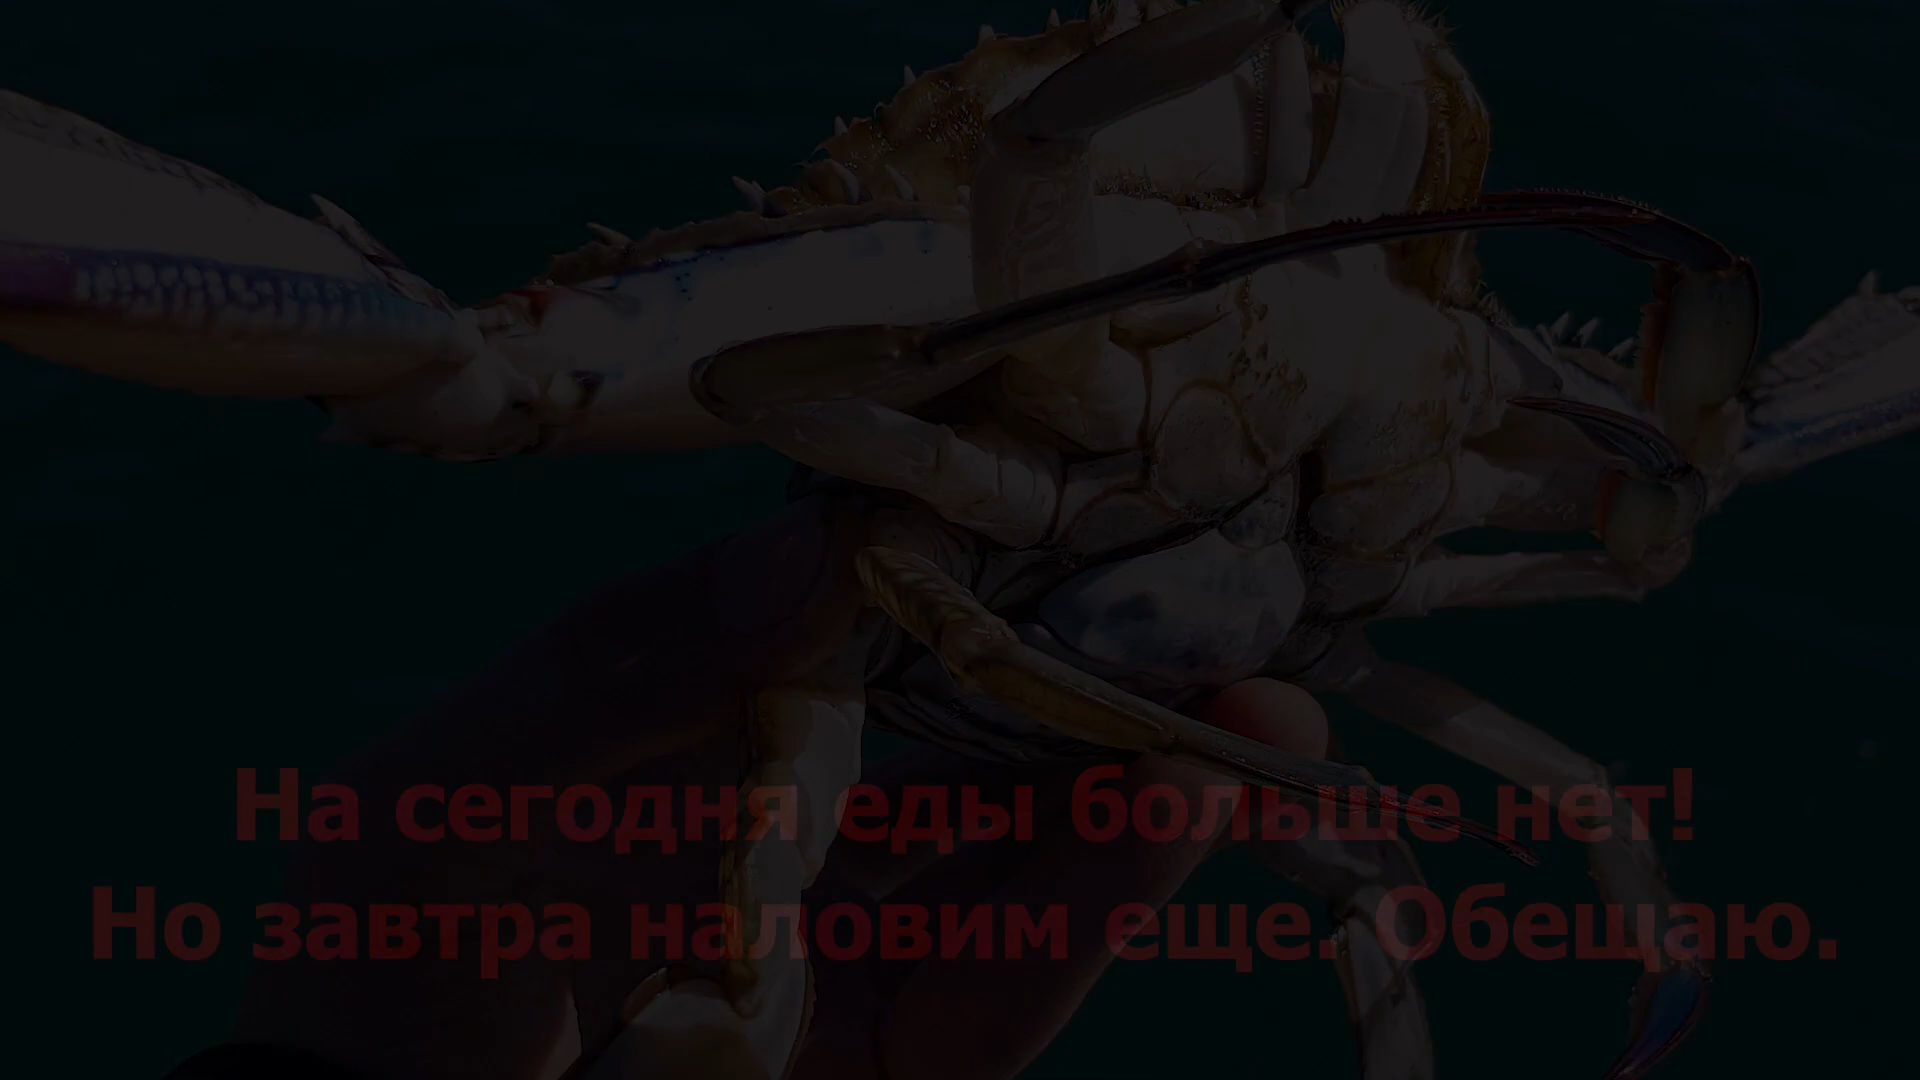 На сегодня еды больше нет!
Но завтра наловим еще. Обещаю.